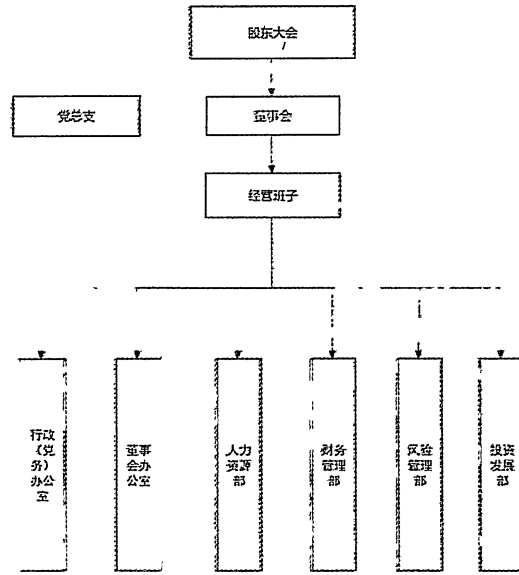 股东大会
党总支
董事会
经营班子
行政
（党
务）
办公
室
董事
会办
公室
人力
资源
部
财务
管理
部
风险
管理
部
投资
发展
部